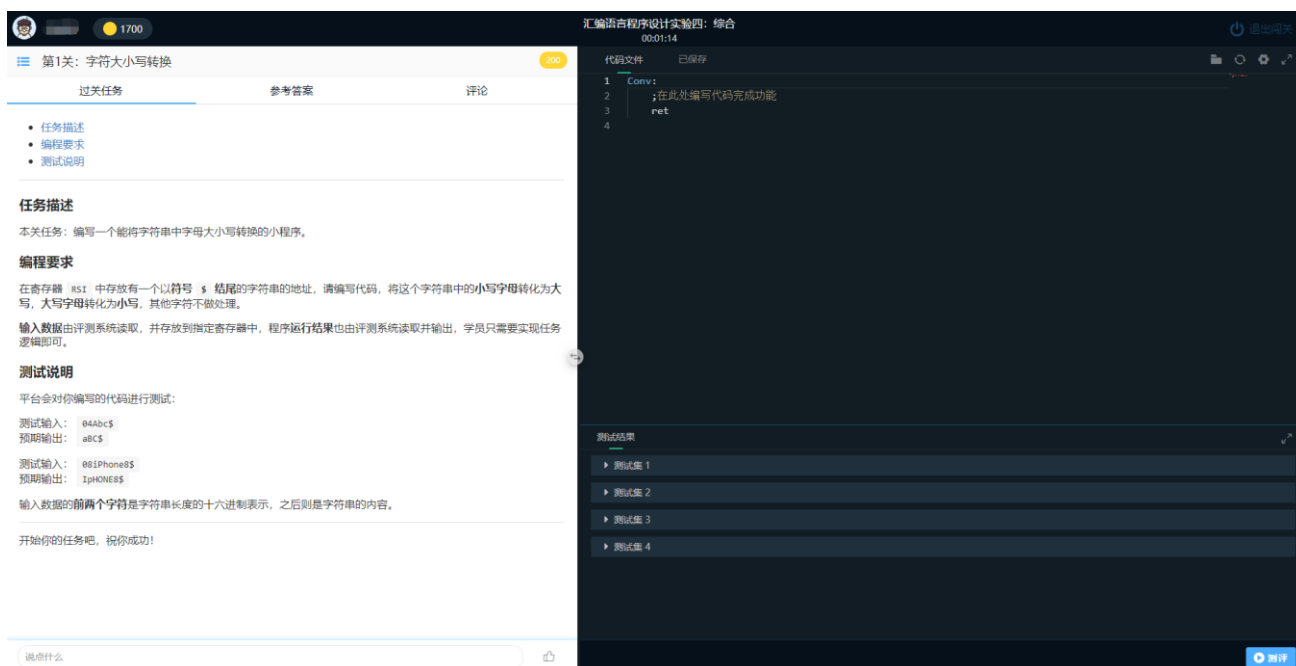 1700
汇编语言程序设计实验四：综合
00:01:14
退出闯关
第1关：字符大小写转换
200
代码文件
已保存
过关任务
参考答案
评论
1 Conv:
2 ;在此处编写代码完成功能
3 ret
4
任务描述
编程要求
测试说明
任务描述
本关任务：编写一个能将字符串中字母大小写转换的小程序。
编程要求
在寄存器 RSI 中存放有一个以符号 $ 结尾的字符串的地址，请编写代码，将这个字符串中的小写字母转化为大
写，大写字母转化为小写，其他字符不做处理。
输入数据由评测系统读取，并存放到指定寄存器中，程序运行结果也由评测系统读取并输出，学员只需要实现任务
逻辑即可。
测试说明
平台会对你编写的代码进行测试：
测试输入： 04Abc$
预期输出： aBC$
测试输入： 08iPhone8$
预期输出： IpHONE8$
输入数据的前两个字符是字符串长度的十六进制表示，之后则是字符串的内容。
开始你的任务吧，祝你成功！
测试结果
测试集 1
测试集 2
测试集 3
测试集 4
说点什么
测评